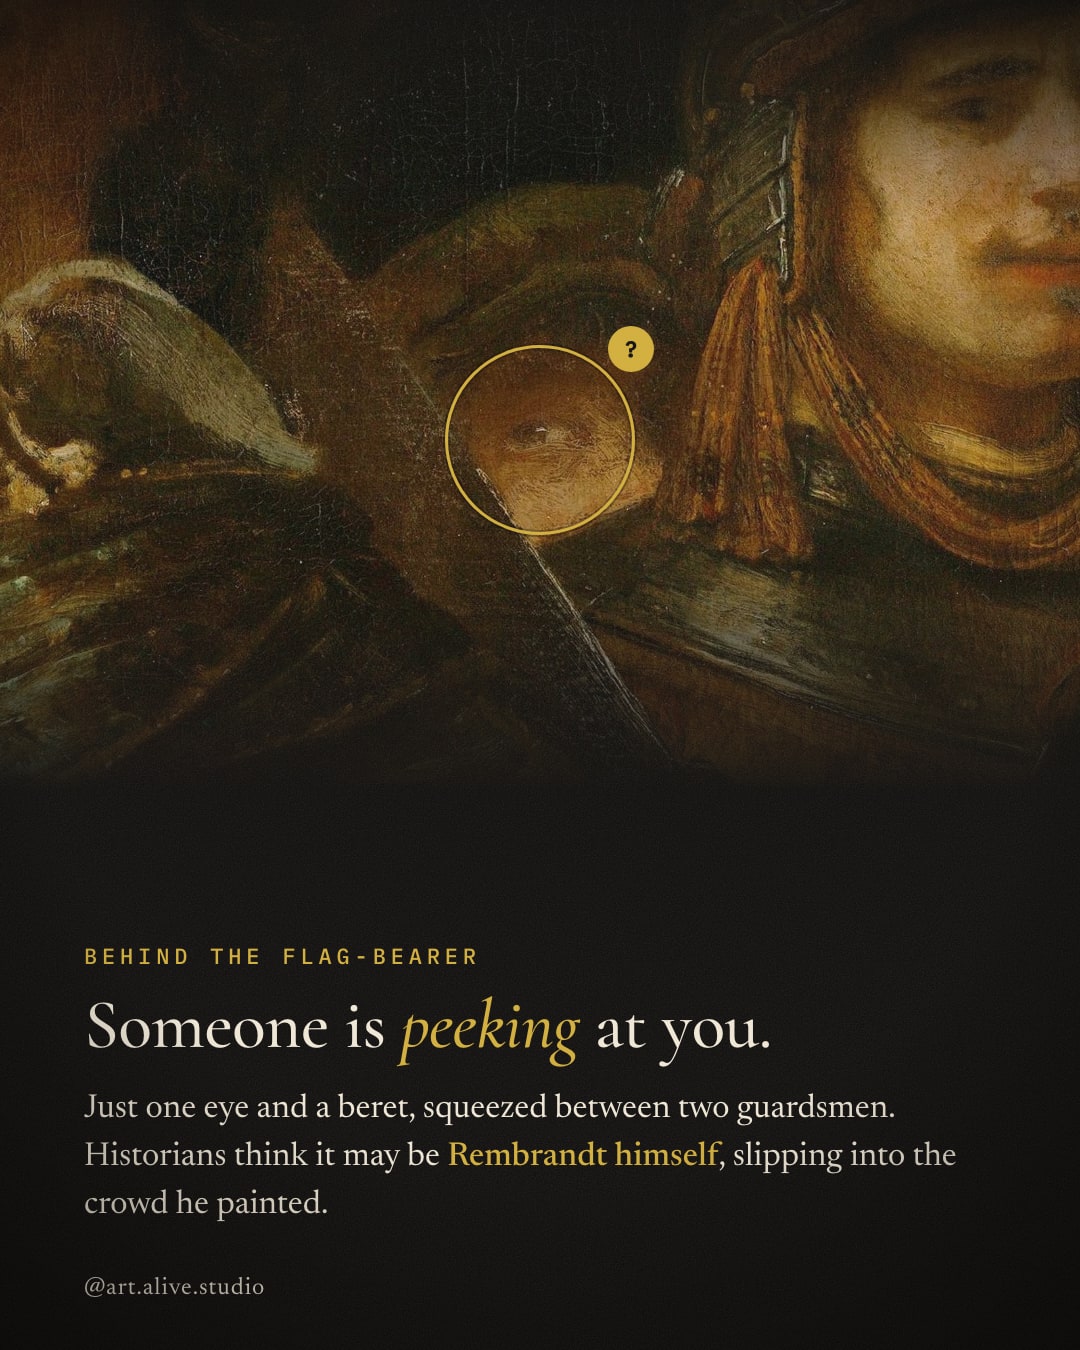 ?
BEHIND THE FLAG-BEARER
Someone is peeking at you.
Just one eye and a beret, squeezed between two guardsmen.
Historians think it may be Rembrandt himself, slipping into the
crowd he painted.
@art.alive.studio